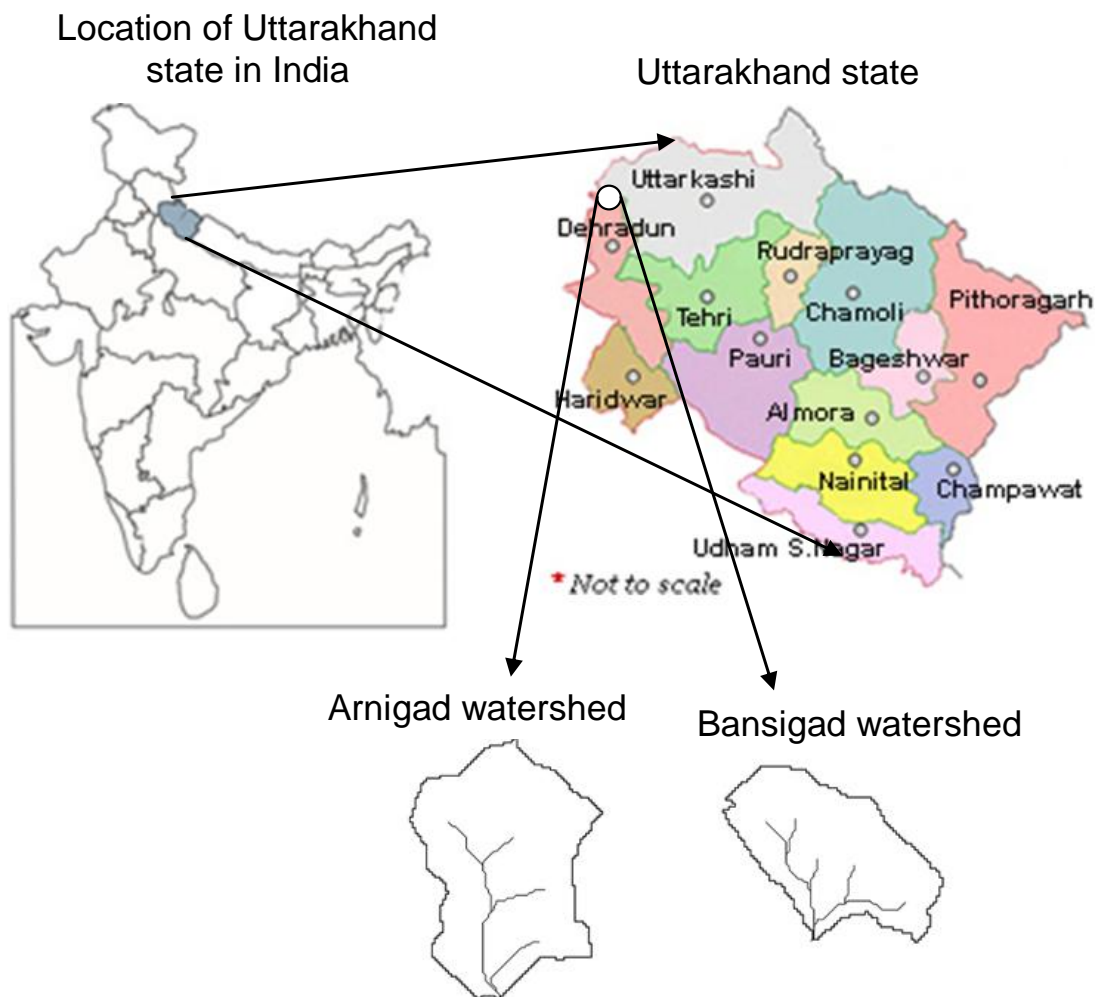 Location of Uttarakhand
state in India
Uttarakhand state
Uttarkashi
Dehradun
Rudraprayag
Tehri
Chamoli
Pithoragarh
Pauri
Bageshwar
Haridwar
Almora
Nainital
Champawat
Udham S.Nagar
* Not to scale
Arnigad watershed
Bansigad watershed